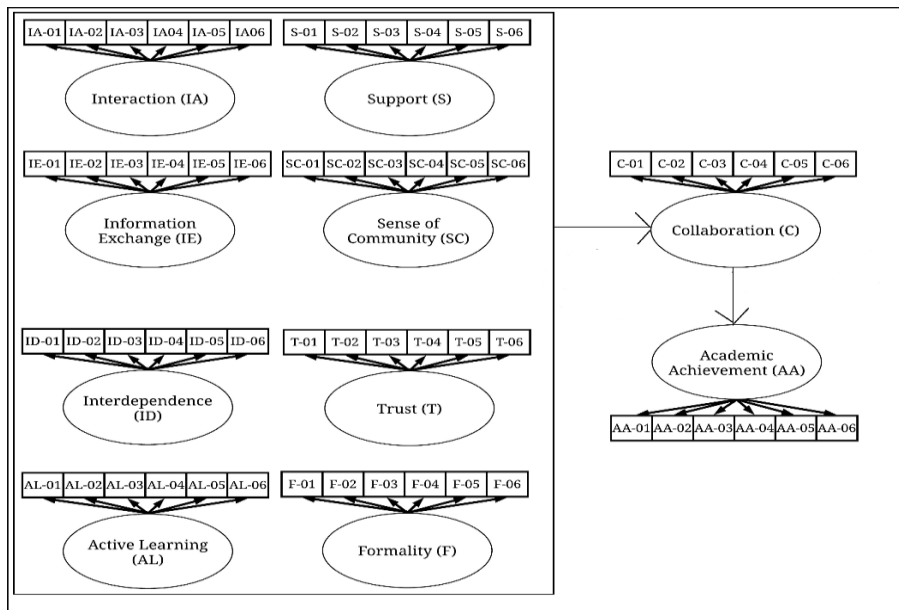 IA-01 IA-02 IA-03 IA04 IA-05 IA06
Interaction (IA)
S-01 S-02 S-03 S-04 S-05 S-06
Support (S)
IE-01 IE-02 IE-03 IE-04 IE-05 IE-06
Information
Exchange (IE)
SC-01 SC-02 SC-03 SC-04 SC-05 SC-06
Sense of
Community (SC)
ID-01 ID-02 ID-03 ID-04 ID-05 ID-06
Interdependence
(ID)
T-01 T-02 T-03 T-04 T-05 T-06
Trust (T)
AL-01 AL-02 AL-03 AL-04 AL-05 AL-06
Active Learning
(AL)
F-01 F-02 F-03 F-04 F-05 F-06
Formality (F)
C-01 C-02 C-03 C-04 C-05 C-06
Collaboration (C)
Academic
Achievement (AA)
AA-01 AA-02 AA-03 AA-04 AA-05 AA-06